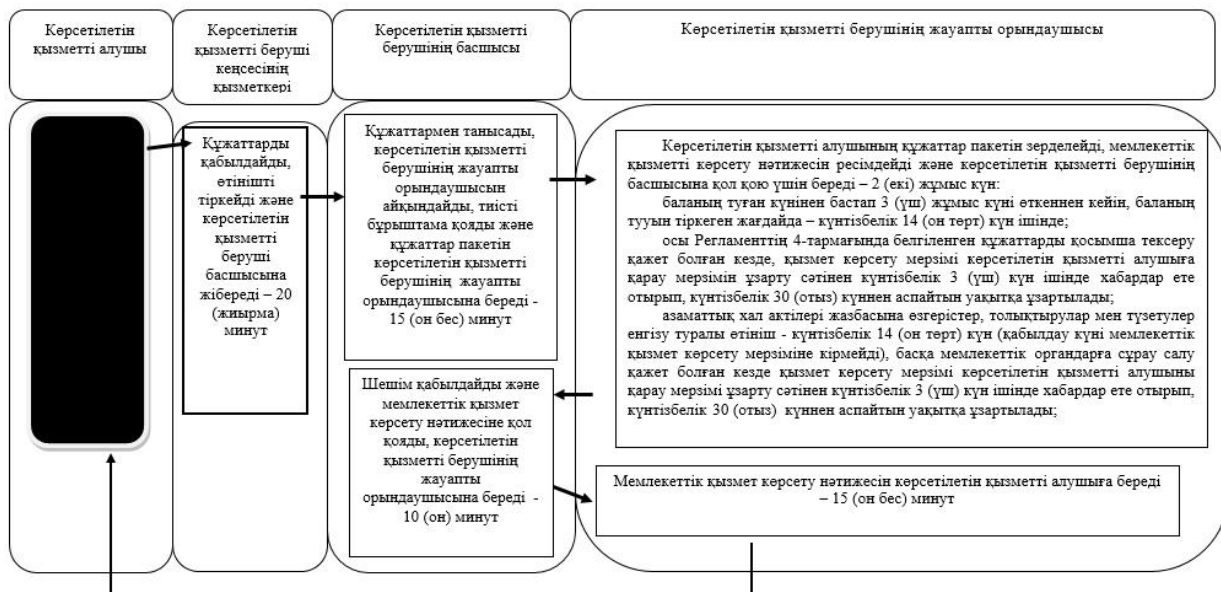 Көрсетілетін
қызметті алушы
Көрсетілетін
қызметті беруші
кеңсесінің
қызметкері
Көрсетілетін қызметті
берушінің басшысы
Көрсетілетін қызметті берушінің жауапты орындаушысы
Құжаттарды
қабылдайды,
өтінішті
тіркейді және
көрсетілетін
қызметті
беруші
басшысына
жібереді – 20
(жиырма)
минут
Құжаттармен танысады,
көрсетілетін қызметті
берушінің жауапты
орындаушысын
айқындайды, тиісті
бұрыштама қояды және
құжаттар пакетін
көрсетілетін қызметті
берушінің жауапты
орындаушысына береді -
15 (он бес) минут
Көрсетілетін қызметті алушының құжаттар пакетін зерделейді, мемлекеттік
қызметті көрсету нәтижесін ресімдейді және көрсетілетін қызметті берушінің
басшысына қол қою үшін береді – 2 (екі) жұмыс күн:
баланың туған күнінен бастап 3 (үш) жұмыс күні өткеннен кейін, баланың
тууын тіркеген жағдайда – күнтізбелік 14 (он төрт) күн ішінде;
осы Регламенттің 4-тармағында белгіленген құжаттарды қосымша тексеру
қажет болған кезде, қызмет көрсету мерзімі көрсетілетін қызметті алушыға
қарау мерзімін ұзарту сәтінен күнтізбелік 3 (үш) күн ішінде хабардар ете
отырып, күнтізбелік 30 (отыз) күннен аспайтын уақытқа ұзартылады;
азаматтық хал актілері жазбасына өзгерістер, толықтырулар мен түзетулер
енгізу туралы өтініш - күнтізбелік 14 (он төрт) күн (қабылдау күні мемлекеттік
қызмет көрсету мерзіміне кірмейді), басқа мемлекеттік органдарға сұрау салу
қажет болған кезде қызмет көрсету мерзімі көрсетілетін қызметті алушыны
қарау мерзімі ұзарту сәтінен күнтізбелік 3 (үш) күн ішінде хабардар ете отырып,
күнтізбелік 30 (отыз) күннен аспайтын уақытқа ұзартылады;
Шешім қабылдайды және
мемлекеттік қызмет
көрсету нәтижесіне қол
қояды, көрсетілетін
қызметті берушінің
жауапты
орындаушысына береді -
10 (он) минут
Мемлекеттік қызмет көрсету нәтижесін көрсетілетін қызметті алушыға береді
– 15 (он бес) минут